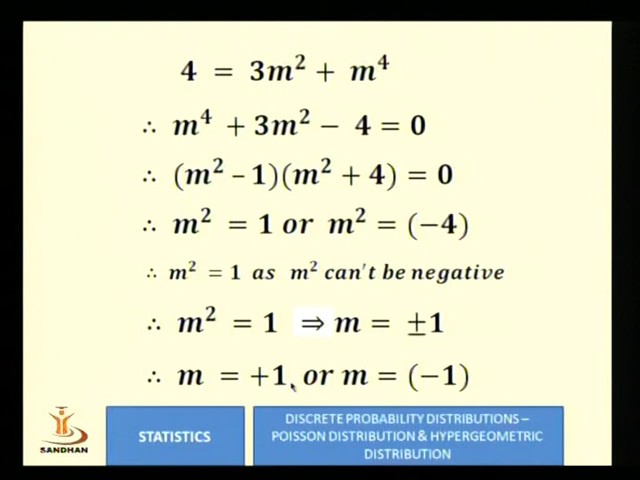 4 = 3m² + m⁴
∴ m⁴ + 3m² − 4 = 0
∴ (m² − 1)(m² + 4) = 0
∴ m² = 1 or m² = (−4)
∴ m² = 1 as m² can't be negative
∴ m² = 1 ⇒ m = ±1
∴ m = +1, or m = (−1)
SANDHAN
STATISTICS
DISCRETE PROBABILITY DISTRIBUTIONS –
POISSON DISTRIBUTION & HYPERGEOMETRIC
DISTRIBUTION